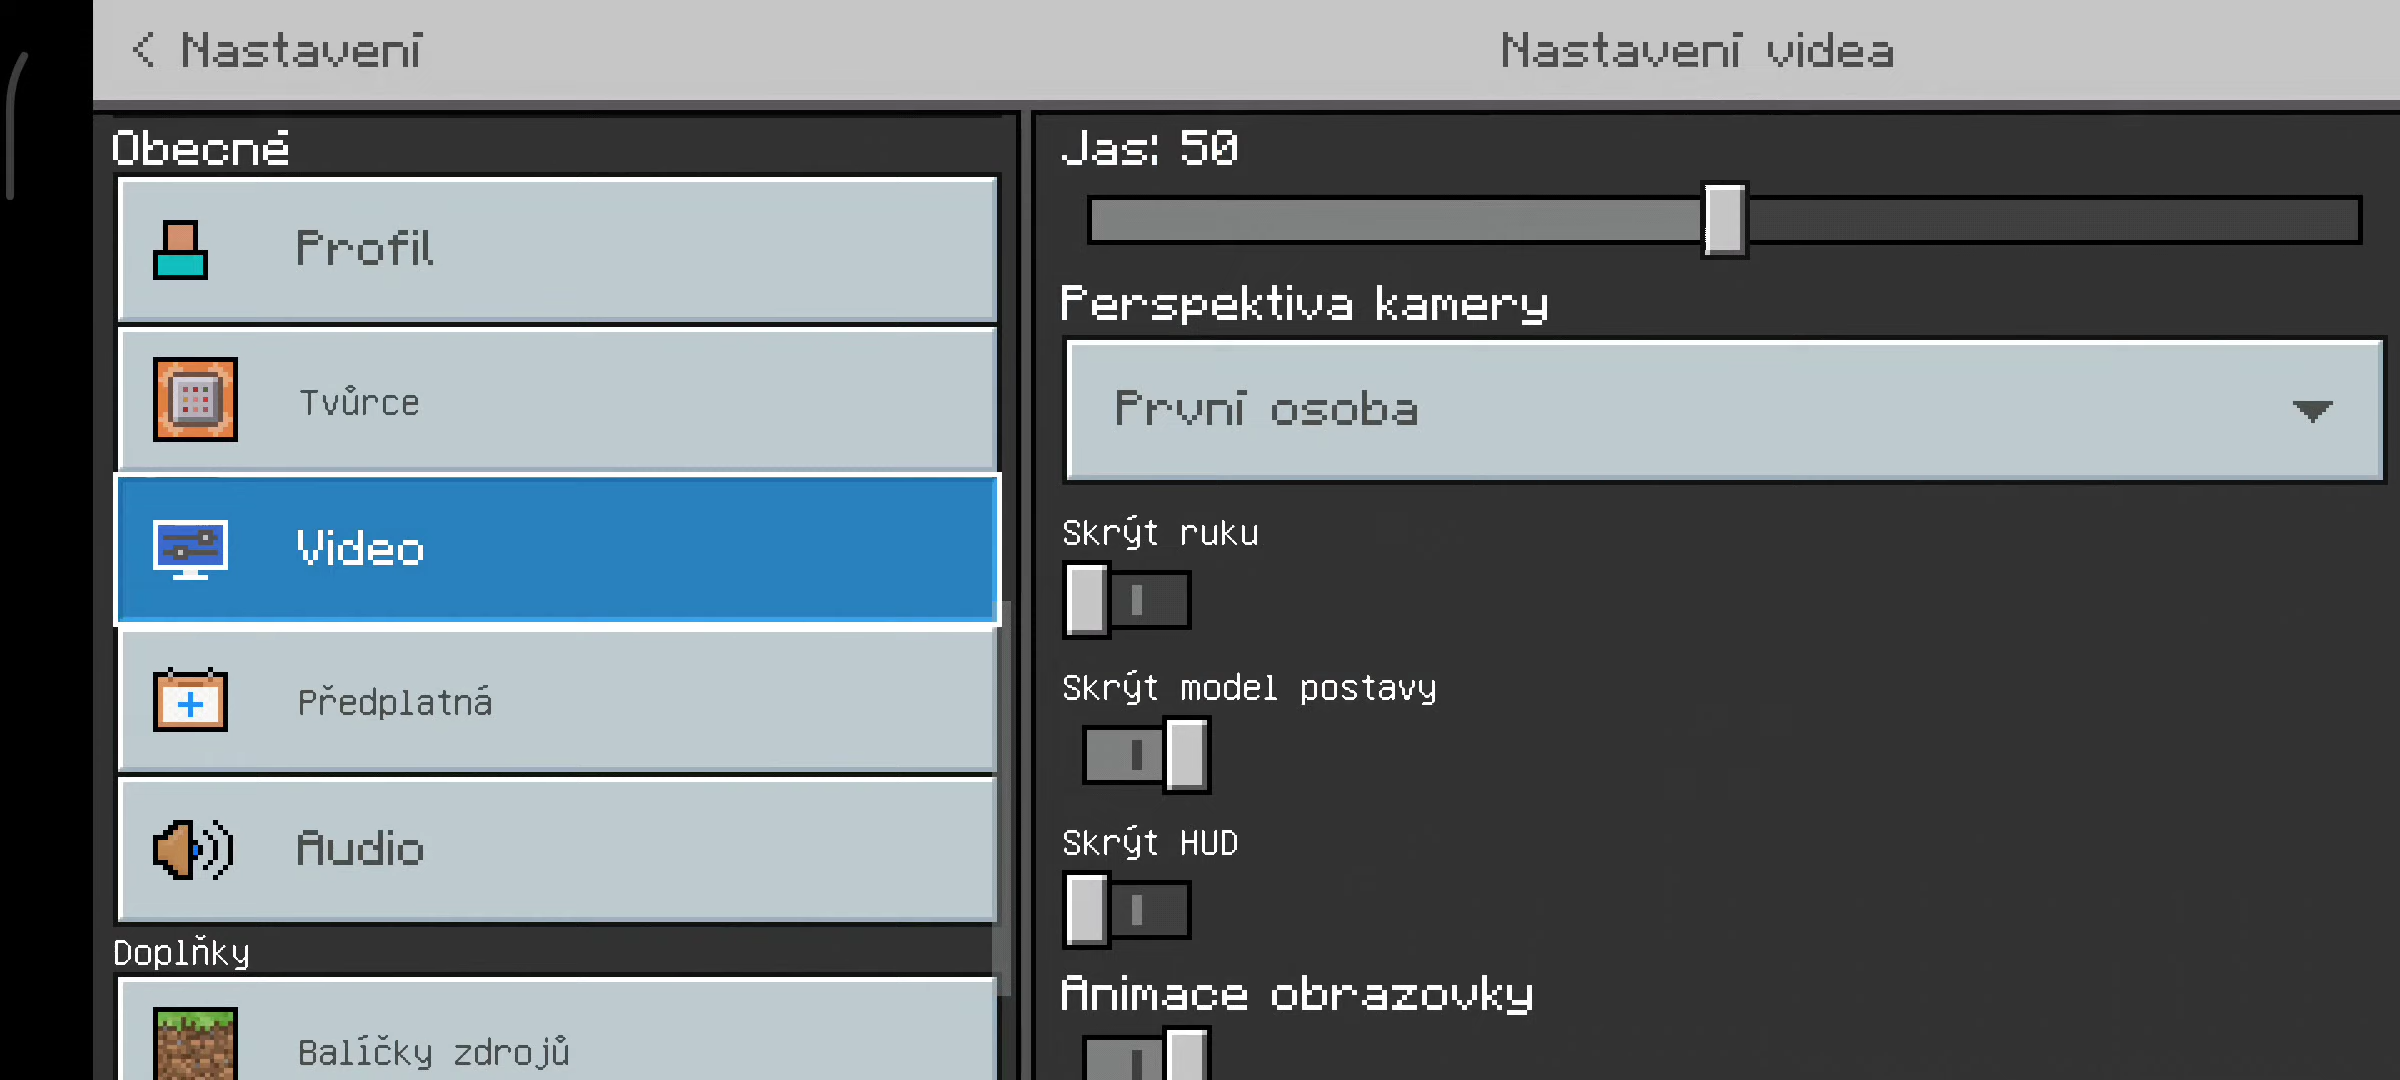 < Nastavení
Nastavení videa
Obecné
Profil
Tvůrce
Video
Předplatná
Audio
Doplňky
Balíčky zdrojů
Jas: 50
Perspektiva kamery
První osoba
Skrýt ruku
Skrýt model postavy
Skrýt HUD
Animace obrazovky